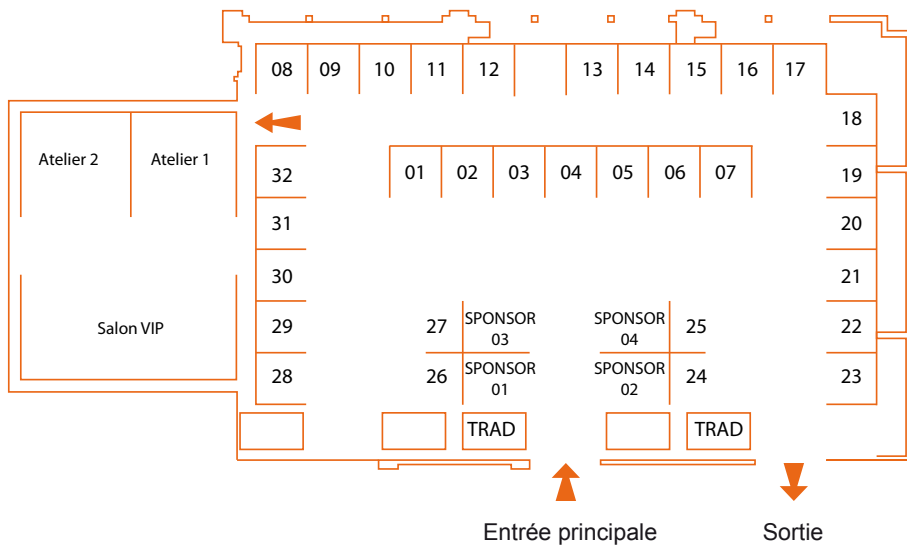 08 09 10 11 12 13 14 15 16 17
18
Atelier 2 Atelier 1
32 01 02 03 04 05 06 07 19
31 20
30 21
Salon VIP
29 27 SPONSOR SPONSOR 25 22
03 04
28 26 SPONSOR SPONSOR 24 23
01 02
TRAD TRAD
Entrée principale Sortie